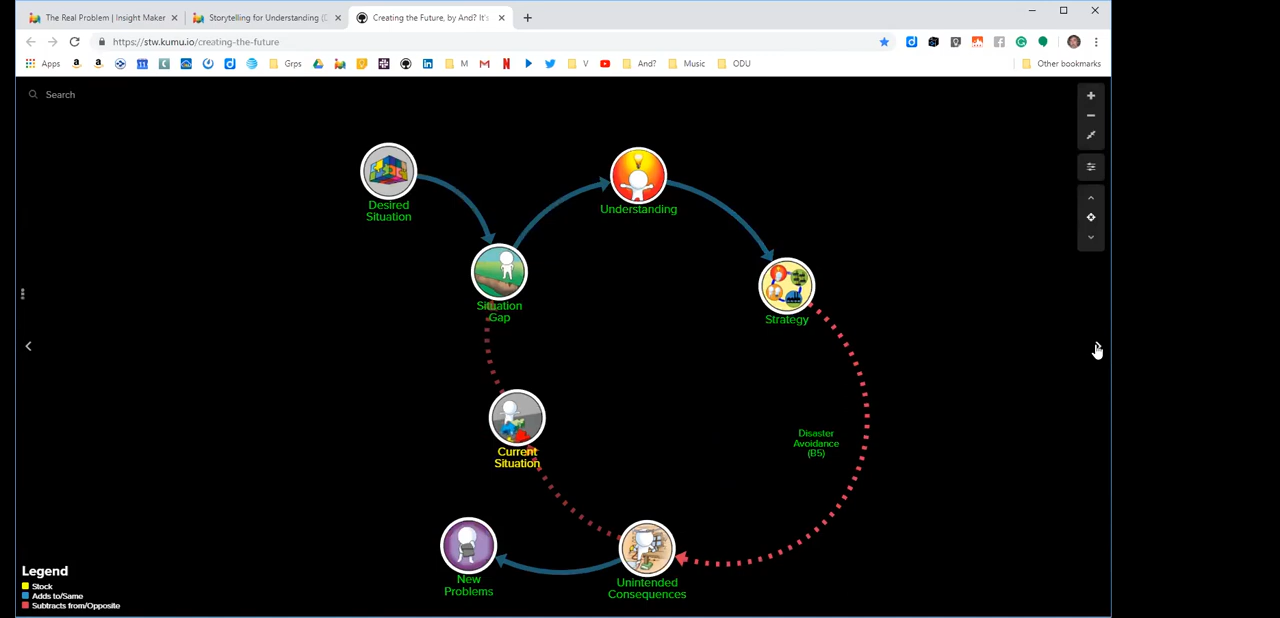 The Real Problem | Insight Maker
Storytelling for Understanding (D
Creating the Future, by And? It's
https://stw.kumu.io/creating-the-future
Apps
Grps
M
V
And?
Music
ODU
Other bookmarks
Search
Desired
Situation
Understanding
Situation
Gap
Strategy
Current
Situation
Disaster
Avoidance
(B5)
New
Problems
Unintended
Consequences
Legend
Stock
Adds to/Same
Subtracts from/Opposite